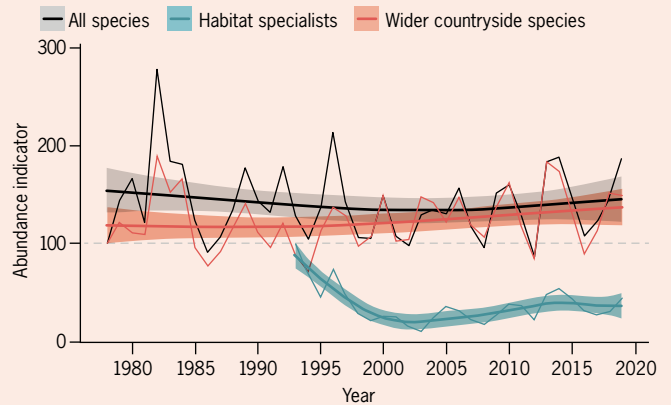 All species Habitat specialists Wider countryside species
300
200
100
0
Abundance indicator
1980 1985 1990 1995 2000 2005 2010 2015 2020
Year